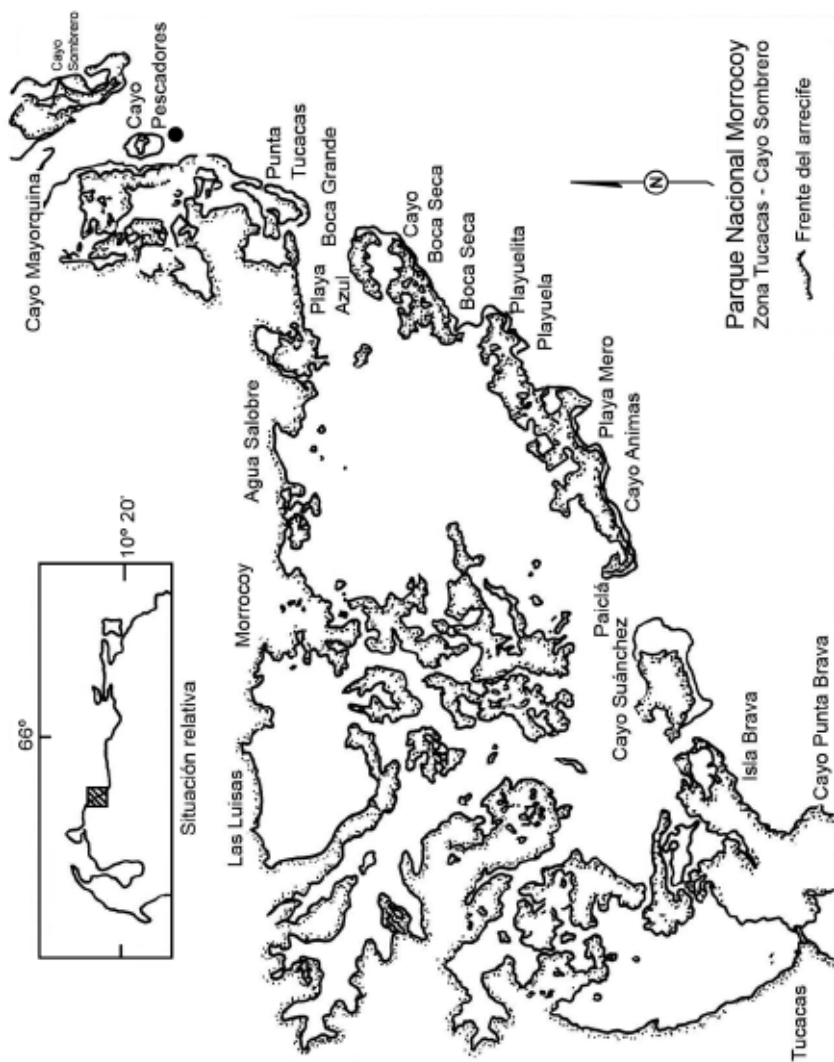 66º
10º 20'
Situación relativa
Cayo
Sombrero
Cayo
Pescadores
Cayo Mayorquina
Punta
Tucacas
Boca Grande
Playa
Azul
Cayo
Boca Seca
Boca Seca
Playuelita
Playuela
Playa Mero
Cayo Animas
Agua Salobre
Morrocoy
Las Luisas
Paiclá
Cayo Suánchez
Isla Brava
Cayo Punta Brava
Tucacas
N
Parque Nacional Morrocoy
Zona Tucacas - Cayo Sombrero
Frente del arrecife